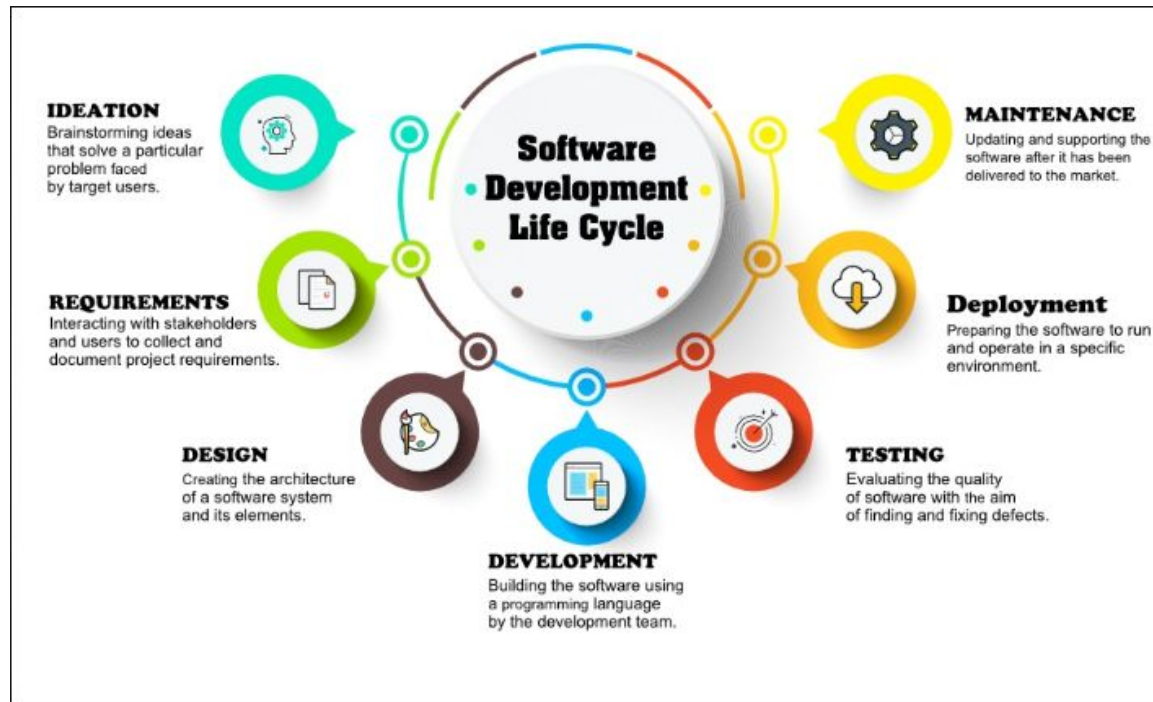 Software
Development
Life Cycle
IDEATION
Brainstorming ideas
that solve a particular
problem faced
by target users.
REQUIREMENTS
Interacting with stakeholders
and users to collect and
document project requirements.
DESIGN
Creating the architecture
of a software system
and its elements.
DEVELOPMENT
Building the software using
a programming language
by the development team.
TESTING
Evaluating the quality
of software with the aim
of finding and fixing defects.
Deployment
Preparing the software to run
and operate in a specific
environment.
MAINTENANCE
Updating and supporting the
software after it has been
delivered to the market.